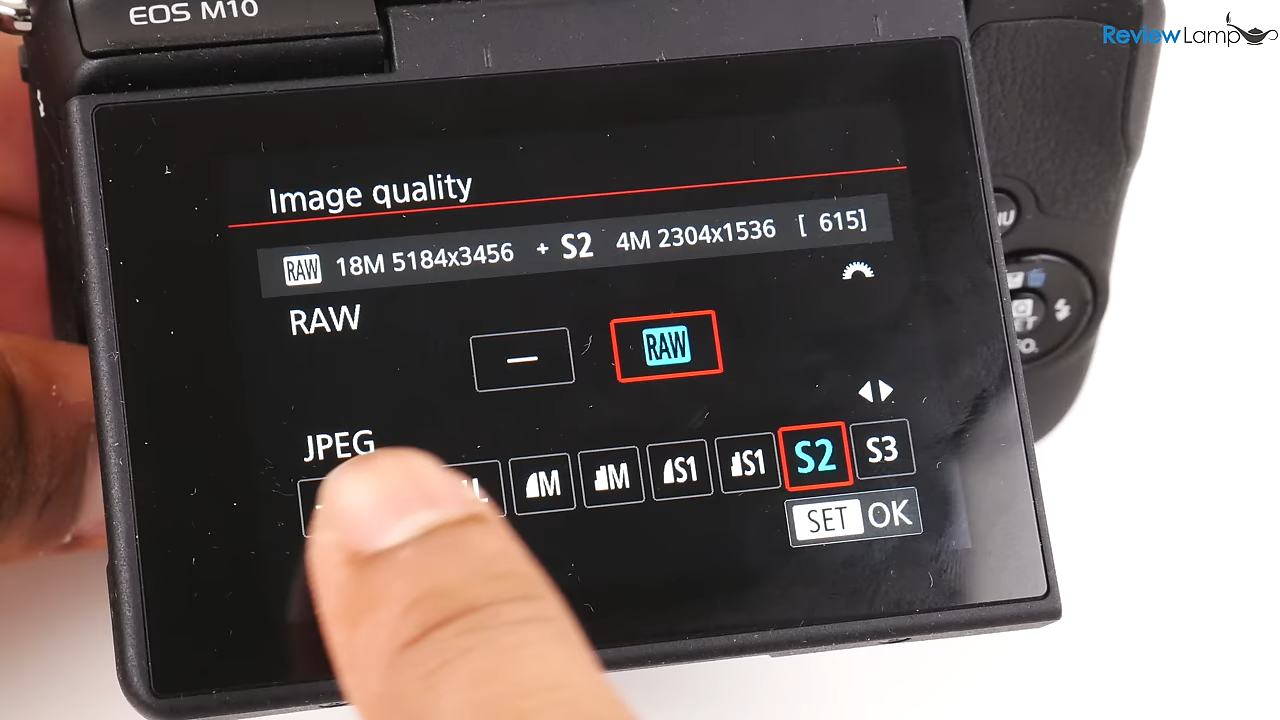 EOS M10
ReviewLamp
Image quality
RAW 18M 5184x3456 + S2 4M 2304x1536 [ 615]
RAW
– RAW
JPEG
L M M S1 S1 S2 S3
SET OK